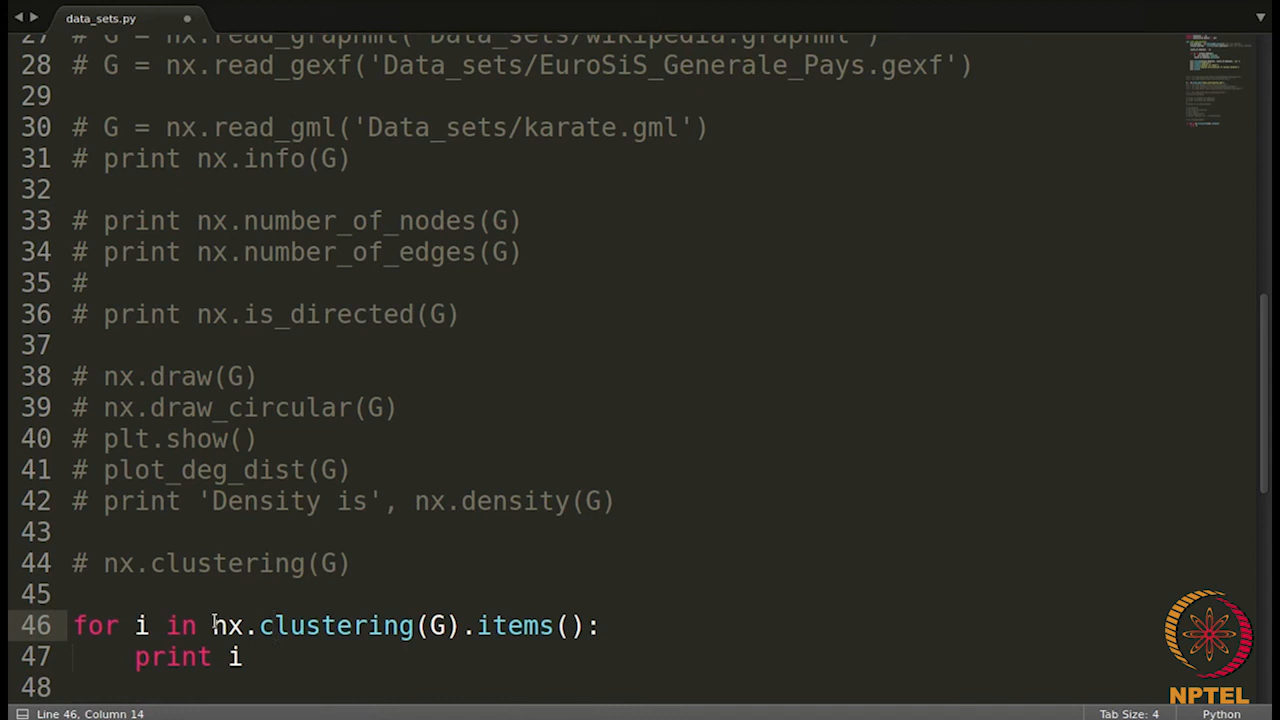 data_sets.py
27 # G = nx.read_graphml('Data_sets/wikipedia.graphml')
28 # G = nx.read_gexf('Data_sets/EuroSiS_Generale_Pays.gexf')
29
30 # G = nx.read_gml('Data_sets/karate.gml')
31 # print nx.info(G)
32
33 # print nx.number_of_nodes(G)
34 # print nx.number_of_edges(G)
35 #
36 # print nx.is_directed(G)
37
38 # nx.draw(G)
39 # nx.draw_circular(G)
40 # plt.show()
41 # plot_deg_dist(G)
42 # print 'Density is', nx.density(G)
43
44 # nx.clustering(G)
45
46 for i in nx.clustering(G).items():
47 print i
48
NPTEL
Line 46, Column 14
Tab Size: 4
Python